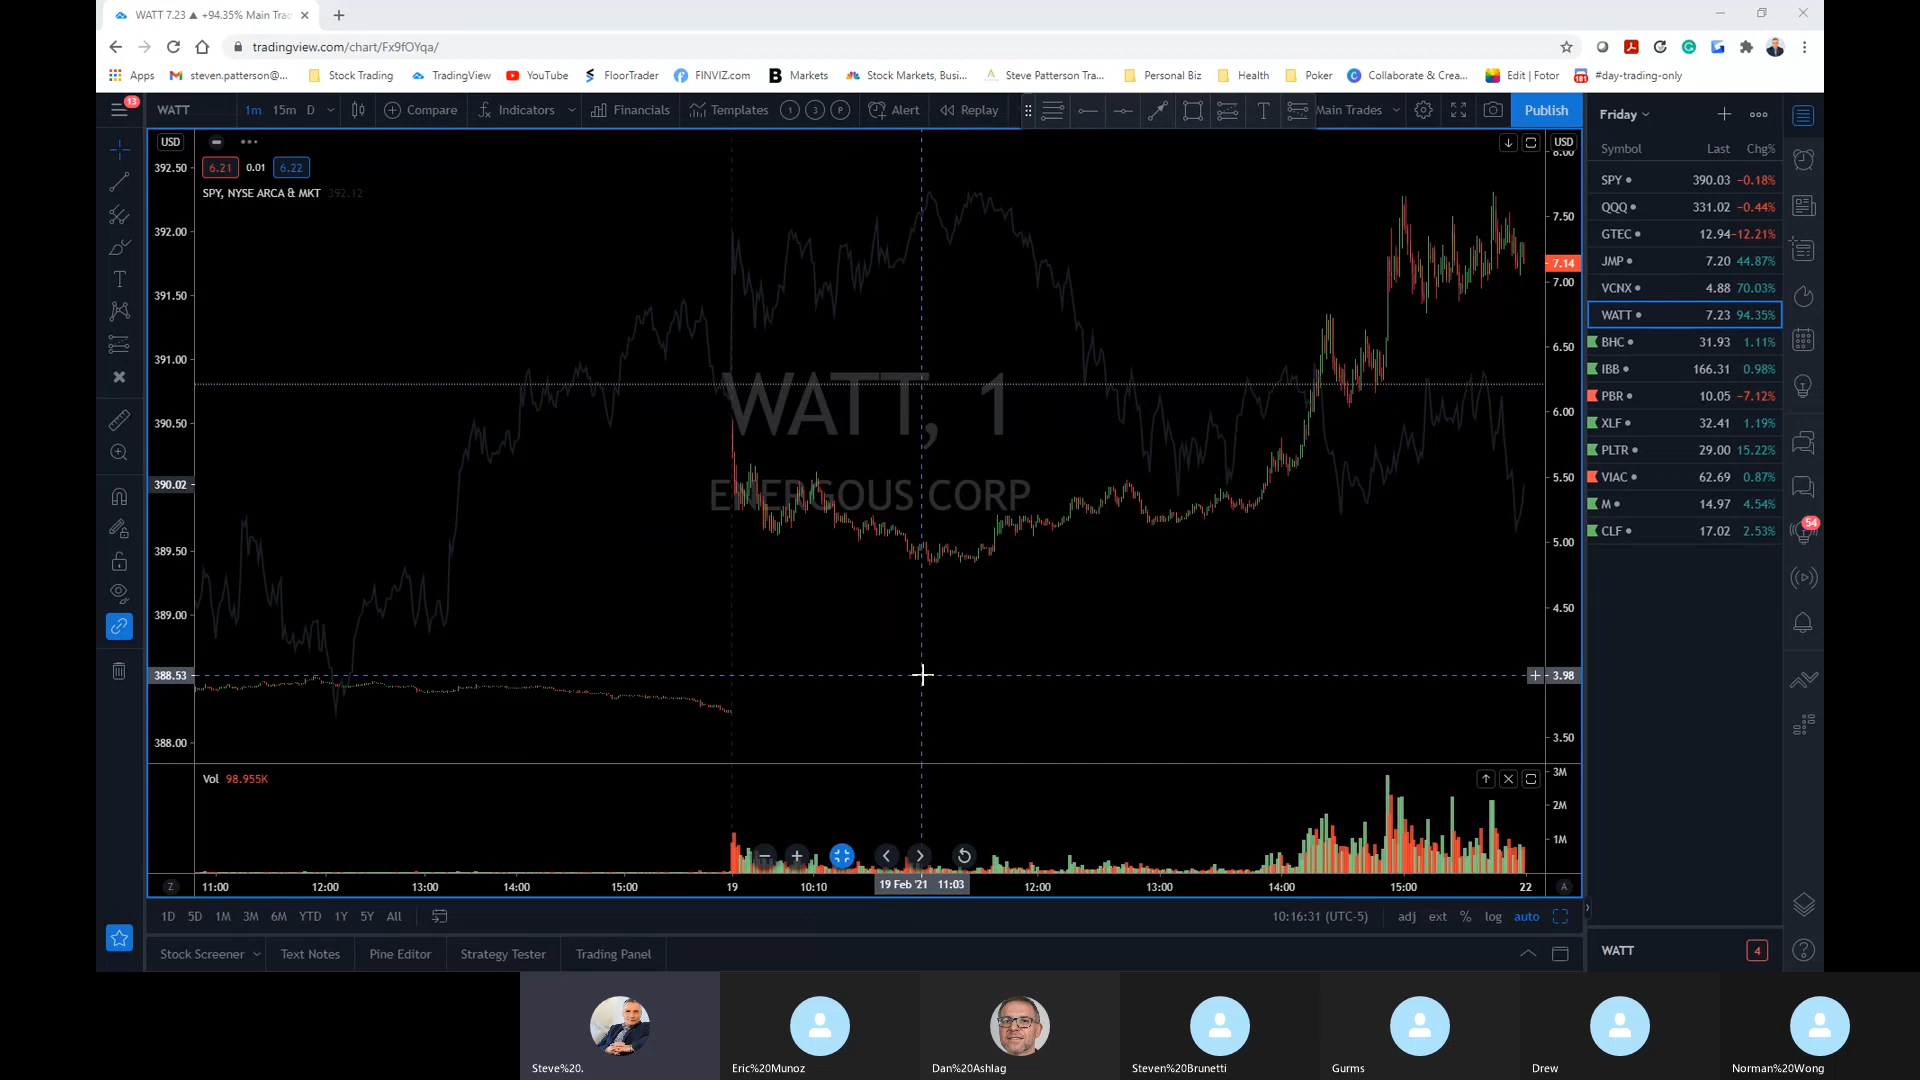 WATT 7.23 ▲ +94.35% Main Trad
tradingview.com/chart/Fx9fOYqa/
Apps steven.patterson@... Stock Trading TradingView YouTube FloorTrader FINVIZ.com Markets Stock Markets, Busi... Steve Patterson Tra... Personal Biz Health Poker Collaborate & Crea... Edit | Fotor #day-trading-only
13 WATT 1m 15m D Compare Indicators Financials Templates 1 3 P Alert Replay Main Trades Publish Friday
Symbol Last Chg%
USD USD
6.21 0.01 6.22
SPY, NYSE ARCA & MKT 392.12
392.50
392.00
391.50
391.00
390.50
390.02
389.50
389.00
388.53
388.00
WATT, 1
ENERGOUS CORP
8.00
7.50
7.14
7.00
6.50
6.00
5.50
5.00
4.50
3.98
3.50
SPY 390.03 −0.18%
QQQ 331.02 −0.44%
GTEC 12.94 −12.21%
JMP 7.20 44.87%
VCNX 4.88 70.03%
WATT 7.23 94.35%
BHC 31.93 1.11%
IBB 166.31 0.98%
PBR 10.05 −7.12%
XLF 32.41 1.19%
PLTR 29.00 15.22%
VIAC 62.69 0.87%
M 14.97 4.54%
CLF 17.02 2.53%
54
Vol 98.955K
3M
2M
1M
Z 11:00 12:00 13:00 14:00 15:00 19 10:10 19 Feb '21 11:03 12:00 13:00 14:00 15:00 22 A
1D 5D 1M 3M 6M YTD 1Y 5Y All 10:16:31 (UTC-5) adj ext % log auto
Stock Screener Text Notes Pine Editor Strategy Tester Trading Panel WATT 4
Steve%20. Eric%20Munoz Dan%20Ashlag Steven%20Brunetti Gurms Drew Norman%20Wong